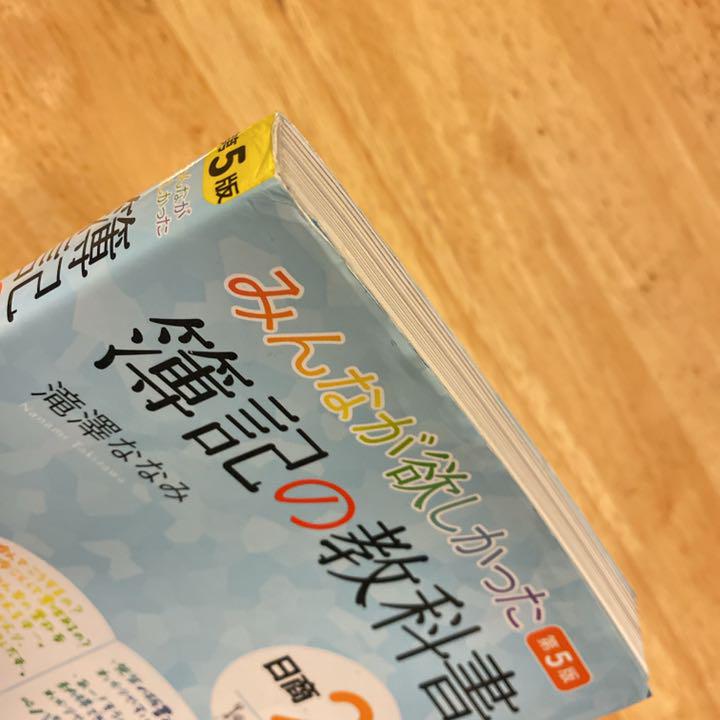 第5版
みんなが
欲しかった
簿記
みんなが欲しかった
第5版
簿記の教科書
滝澤ななみ
Nanami Takizawa
日商